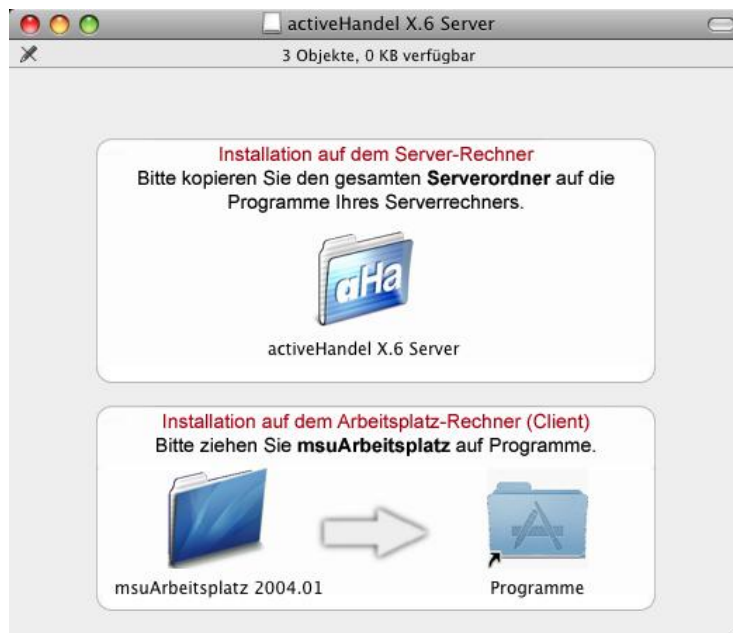 activeHandel X.6 Server
3 Objekte, 0 KB verfügbar
Installation auf dem Server-Rechner
Bitte kopieren Sie den gesamten Serverordner auf die
Programme Ihres Serverrechners.
aHa
activeHandel X.6 Server
Installation auf dem Arbeitsplatz-Rechner (Client)
Bitte ziehen Sie msuArbeitsplatz auf Programme.
msuArbeitsplatz 2004.01
Programme